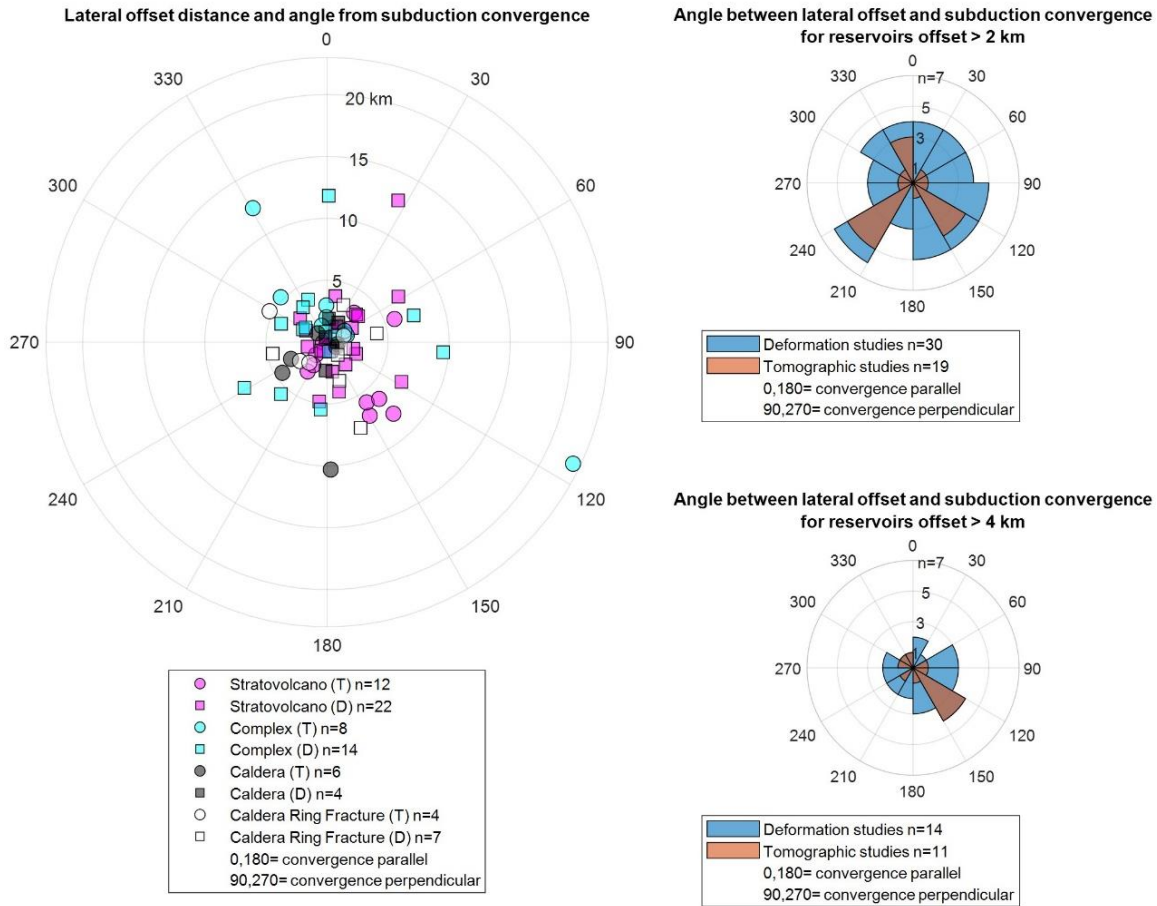 Lateral offset distance and angle from subduction convergence
0
30
60
90
120
150
180
210
240
270
300
330
20 km
15
10
5
Stratovolcano (T) n=12
Stratovolcano (D) n=22
Complex (T) n=8
Complex (D) n=14
Caldera (T) n=6
Caldera (D) n=4
Caldera Ring Fracture (T) n=4
Caldera Ring Fracture (D) n=7
0,180= convergence parallel
90,270= convergence perpendicular
Angle between lateral offset and subduction convergence
for reservoirs offset > 2 km
0
30
60
90
120
150
180
210
240
270
300
330
n=7
5
3
1
Deformation studies n=30
Tomographic studies n=19
0,180= convergence parallel
90,270= convergence perpendicular
Angle between lateral offset and subduction convergence
for reservoirs offset > 4 km
0
30
60
90
120
150
180
210
240
270
300
330
n=7
5
3
1
Deformation studies n=14
Tomographic studies n=11
0,180= convergence parallel
90,270= convergence perpendicular